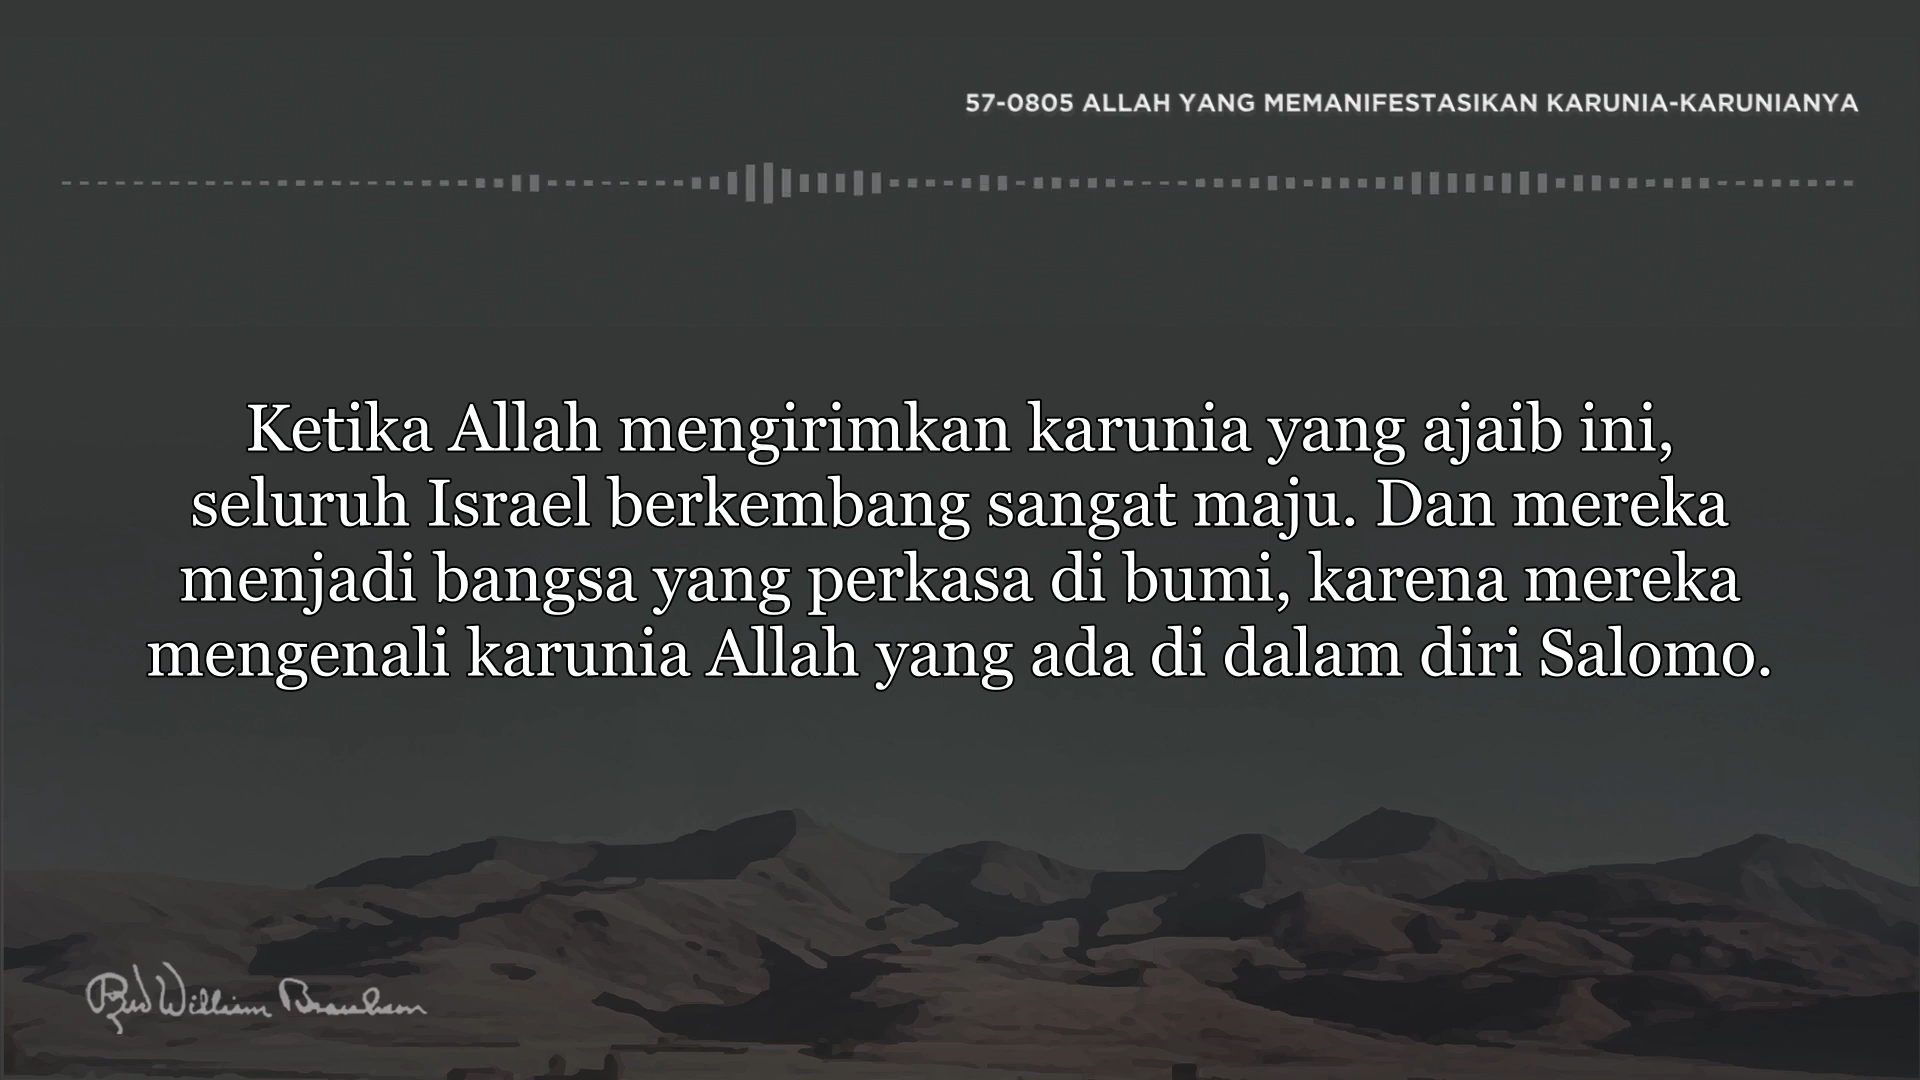 57-0805 ALLAH YANG MEMANIFESTASIKAN KARUNIA-KARUNIANYA
Ketika Allah mengirimkan karunia yang ajaib ini,
seluruh Israel berkembang sangat maju. Dan mereka
menjadi bangsa yang perkasa di bumi, karena mereka
mengenali karunia Allah yang ada di dalam diri Salomo.
William Branham